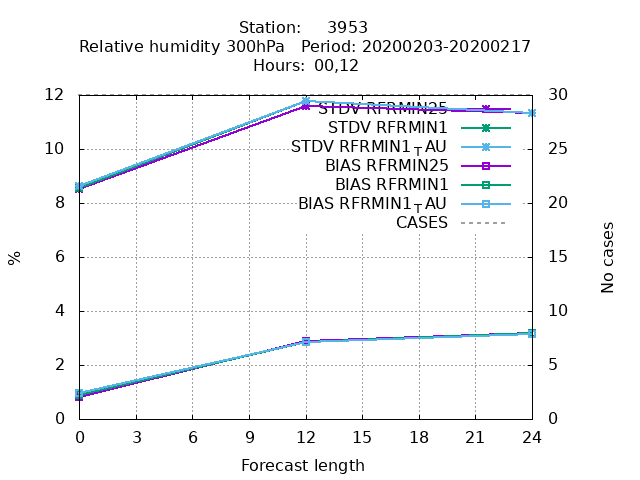 Station: 3953
Relative humidity 300hPa Period: 20200203-20200217
Hours: 00,12
12 30
STDV RFRMIN25
STDV RFRMIN1
10 25
STDV RFRMIN1TAU
BIAS RFRMIN25
BIAS RFRMIN1
8 20
BIAS RFRMIN1TAU
CASES
6 15
%
No cases
4 10
2 5
0 0
0 3 6 9 12 15 18 21 24
Forecast length